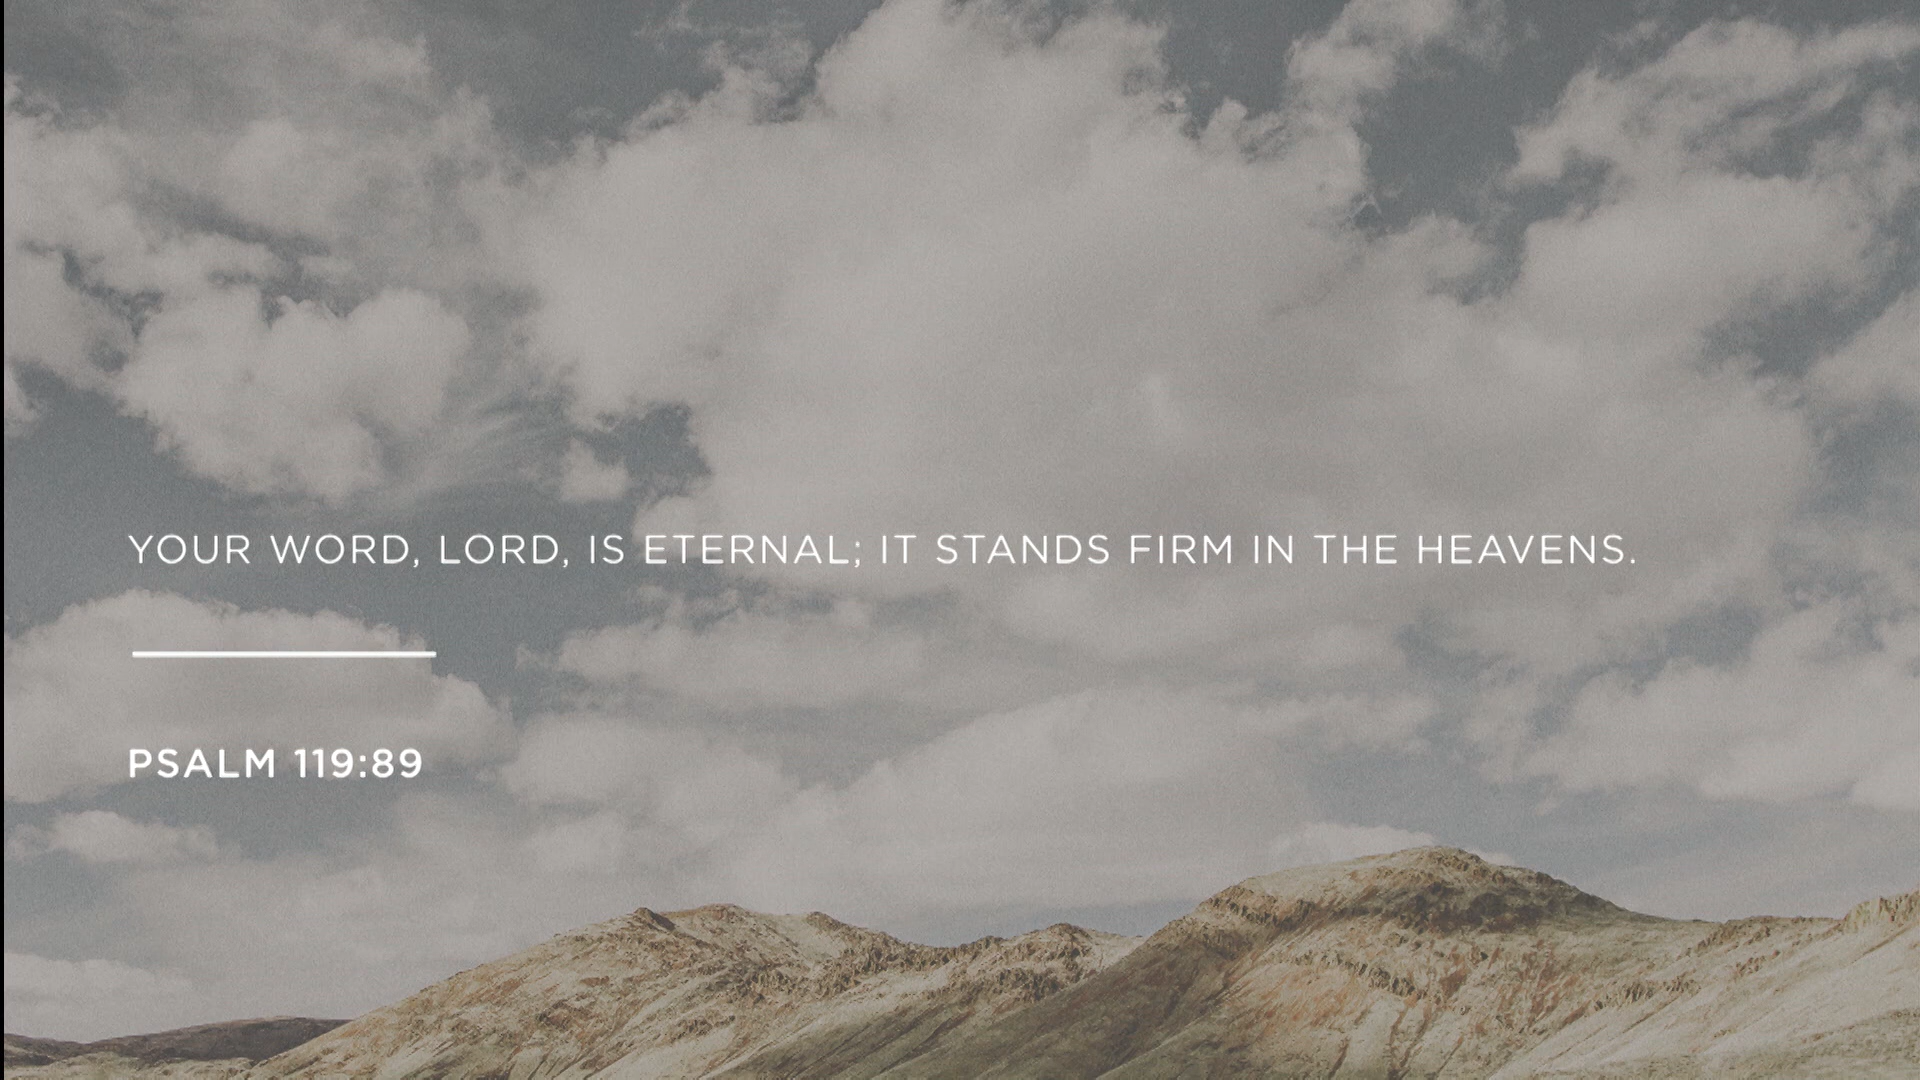 YOUR WORD, LORD, IS ETERNAL; IT STANDS FIRM IN THE HEAVENS.
PSALM 119:89